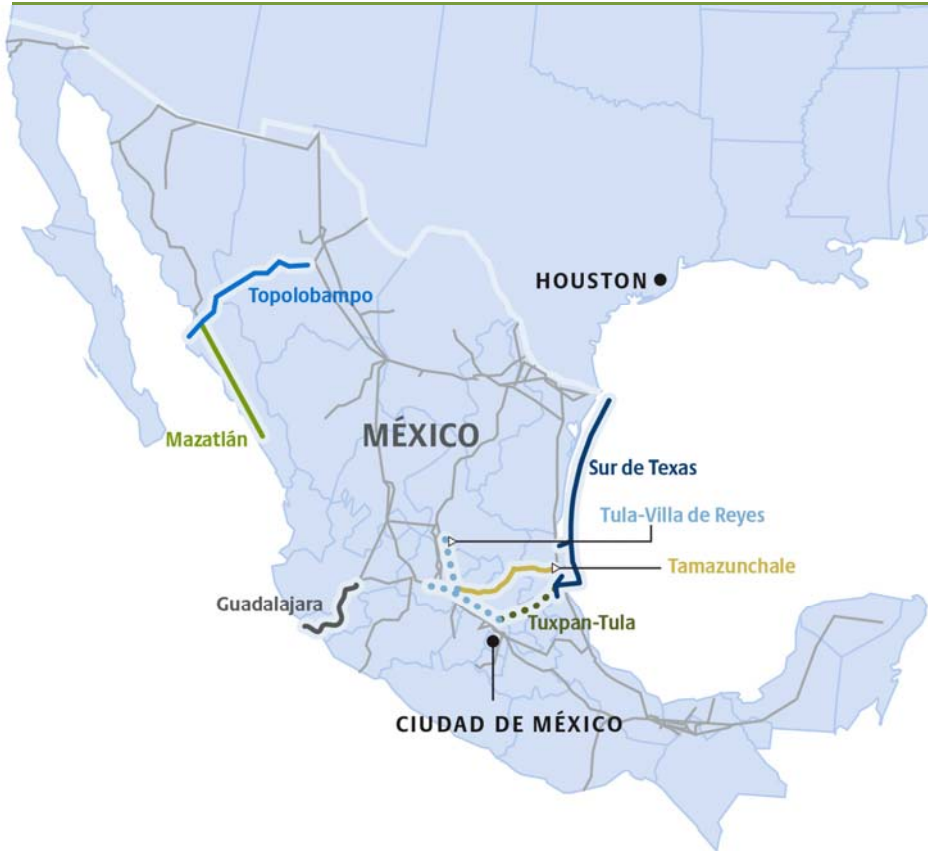 HOUSTON
Topolobampo
MÉXICO
Mazatlán
Sur de Texas
Tula-Villa de Reyes
Tamazunchale
Guadalajara
Tuxpan-Tula
CIUDAD DE MÉXICO